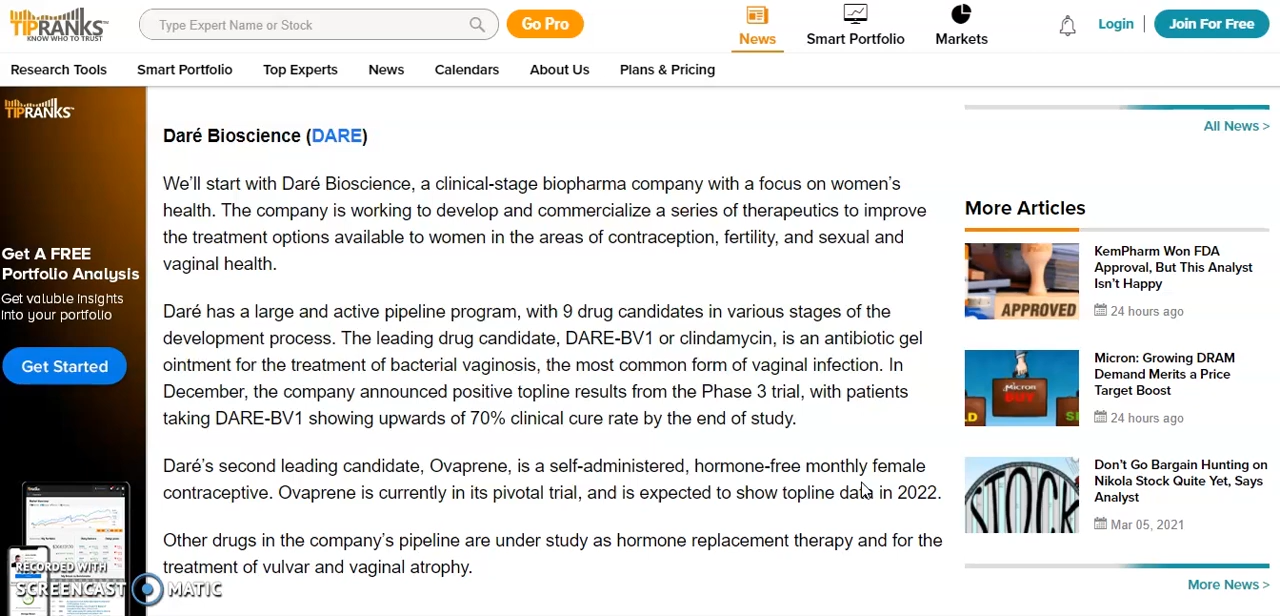 TIPRANKS
KNOW WHO TO TRUST
Type Expert Name or Stock
Go Pro
News
Smart Portfolio
Markets
Login
Join For Free
Research Tools
Smart Portfolio
Top Experts
News
Calendars
About Us
Plans & Pricing
TIPRANKS
Get A FREE
Portfolio Analysis
Get valuble Insights
Into your portfolio
Get Started
RECORDED WITH
SCREENCAST MATIC
Daré Bioscience (DARE)
We’ll start with Daré Bioscience, a clinical-stage biopharma company with a focus on women’s
health. The company is working to develop and commercialize a series of therapeutics to improve
the treatment options available to women in the areas of contraception, fertility, and sexual and
vaginal health.
Daré has a large and active pipeline program, with 9 drug candidates in various stages of the
development process. The leading drug candidate, DARE-BV1 or clindamycin, is an antibiotic gel
ointment for the treatment of bacterial vaginosis, the most common form of vaginal infection. In
December, the company announced positive topline results from the Phase 3 trial, with patients
taking DARE-BV1 showing upwards of 70% clinical cure rate by the end of study.
Daré’s second leading candidate, Ovaprene, is a self-administered, hormone-free monthly female
contraceptive. Ovaprene is currently in its pivotal trial, and is expected to show topline data in 2022.
Other drugs in the company’s pipeline are under study as hormone replacement therapy and for the
treatment of vulvar and vaginal atrophy.
All News >
More Articles
APPROVED
KemPharm Won FDA
Approval, But This Analyst
Isn’t Happy
24 hours ago
MICRON
BUY
Micron: Growing DRAM
Demand Merits a Price
Target Boost
24 hours ago
STOCK
Don’t Go Bargain Hunting on
Nikola Stock Quite Yet, Says
Analyst
Mar 05, 2021
More News >